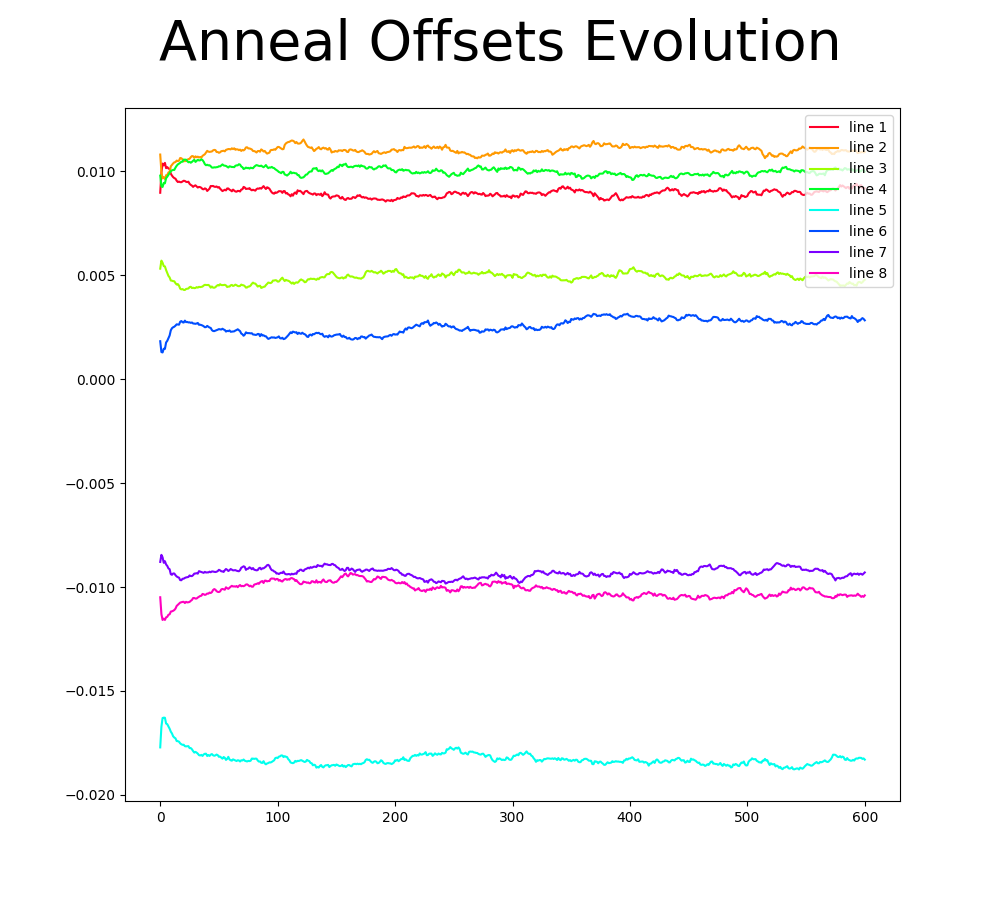 Anneal Offsets Evolution
line 1
line 2
line 3
line 4
line 5
line 6
line 7
line 8
0.010
0.005
0.000
−0.005
−0.010
−0.015
−0.020
0 100 200 300 400 500 600